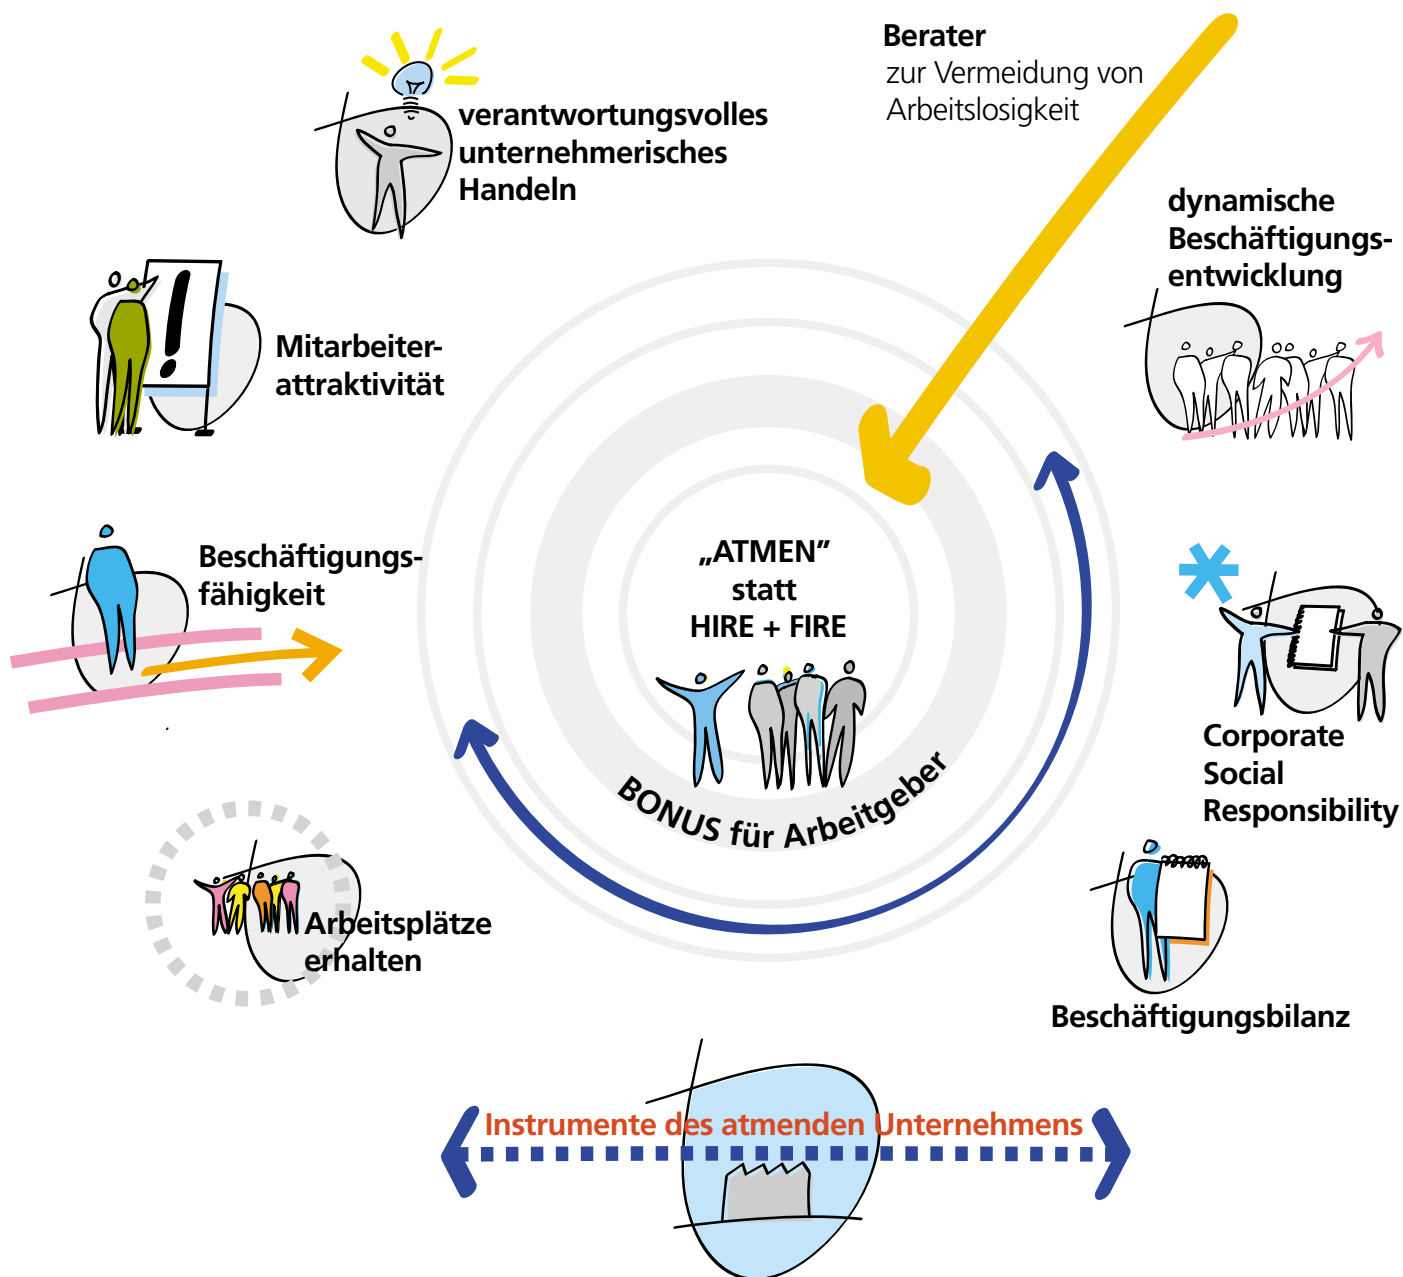 Berater
zur Vermeidung von
Arbeitslosigkeit
verantwortungsvolles
unternehmerisches
Handeln
dynamische
Beschäftigungs-
entwicklung
Mitarbeiter-
attraktivität
Beschäftigungs-
fähigkeit
„ATMEN”
statt
HIRE + FIRE
BONUS für Arbeitgeber
Corporate
Social
Responsibility
Arbeitsplätze
erhalten
Beschäftigungsbilanz
Instrumente des atmenden Unternehmens